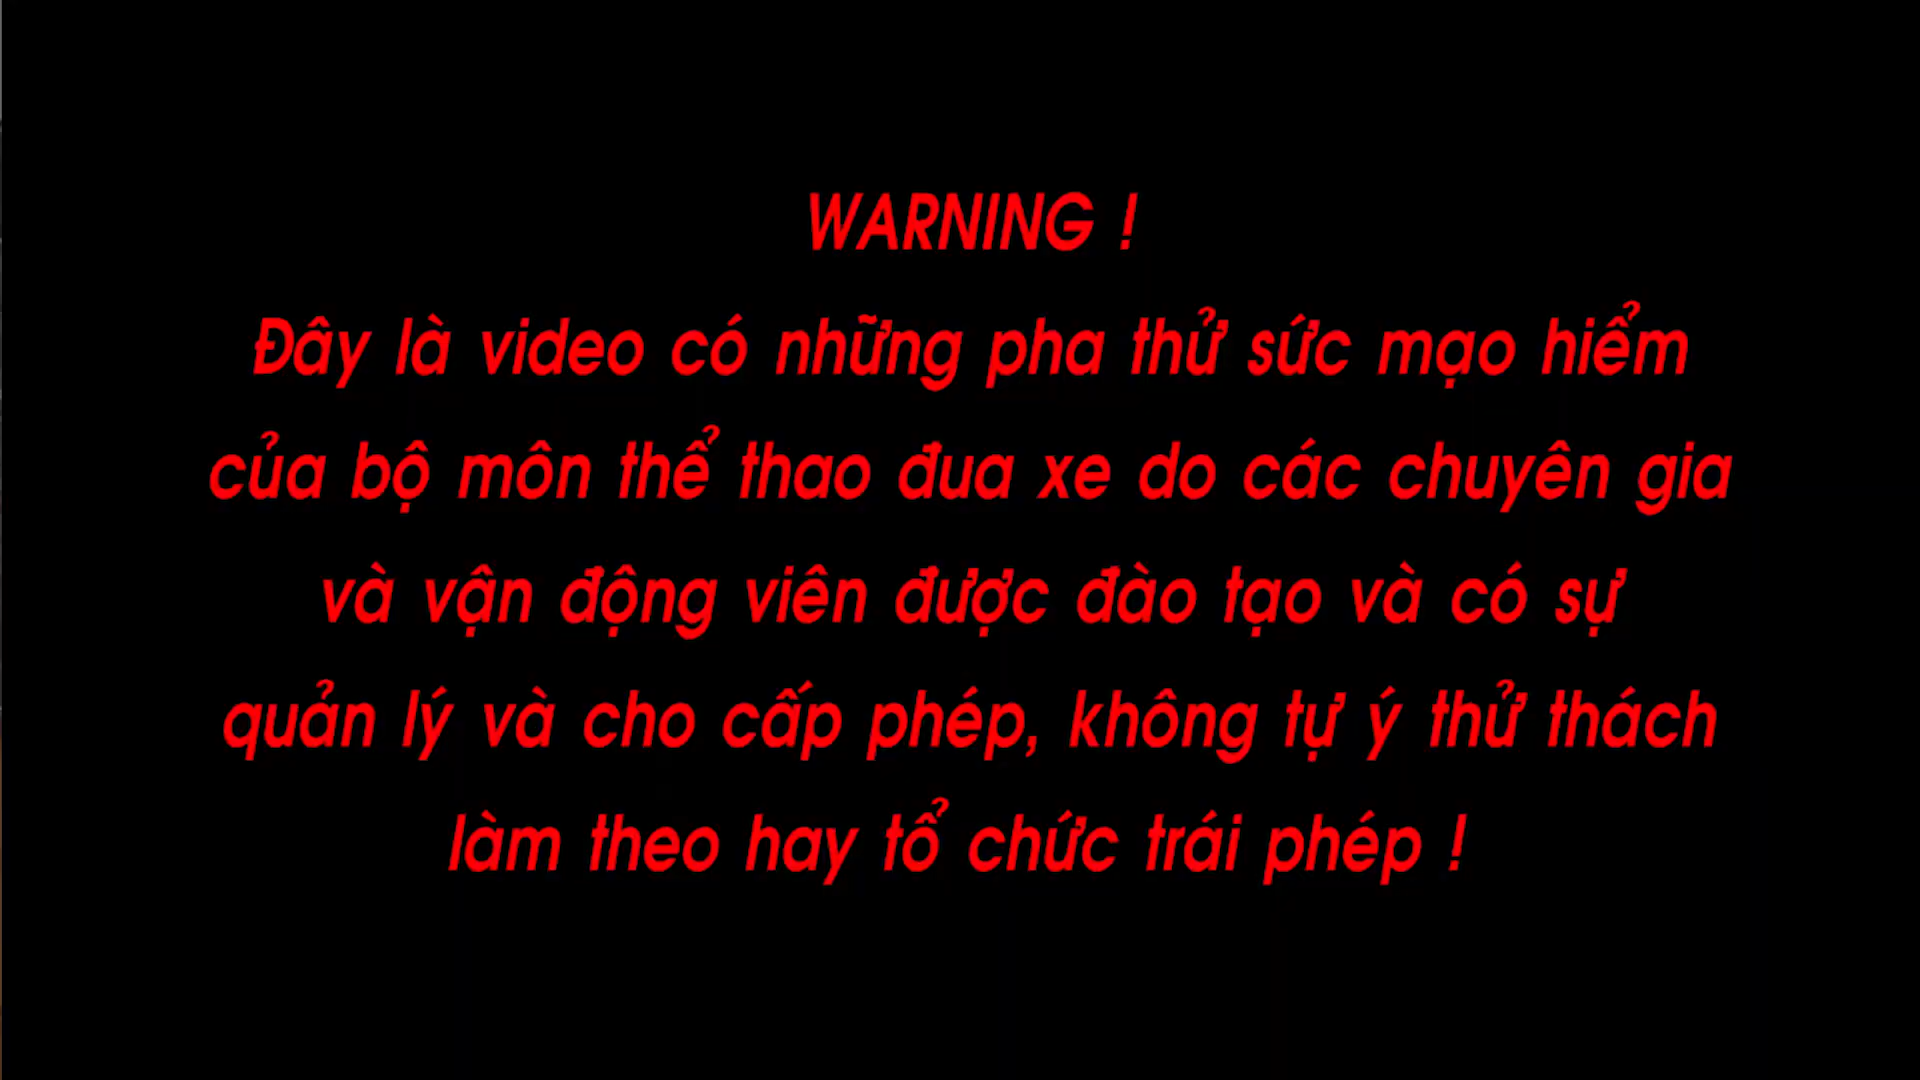 WARNING !
Đây là video có những pha thử sức mạo hiểm
của bộ môn thể thao đua xe do các chuyên gia
và vận động viên được đào tạo và có sự
quản lý và cho cấp phép, không tự ý thử thách
làm theo hay tổ chức trái phép !